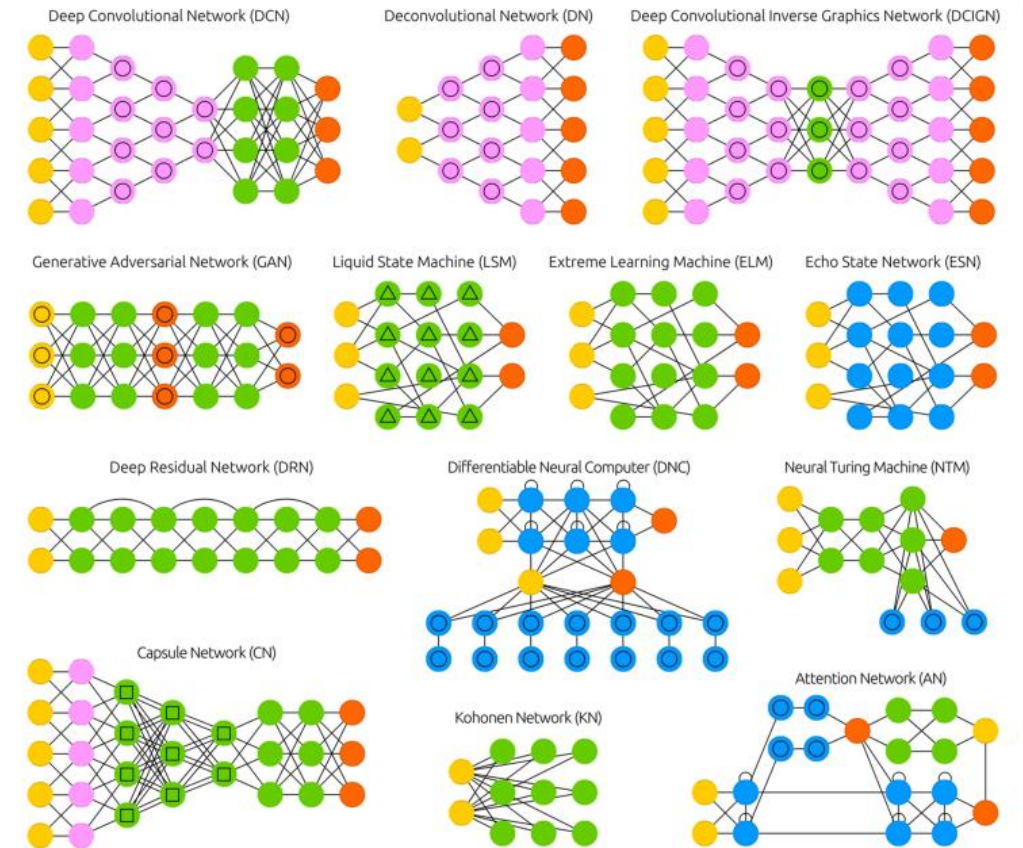 Deep Convolutional Network (DCN)
Deconvolutional Network (DN)
Deep Convolutional Inverse Graphics Network (DCIGN)
Generative Adversarial Network (GAN)
Liquid State Machine (LSM)
Extreme Learning Machine (ELM)
Echo State Network (ESN)
Deep Residual Network (DRN)
Differentiable Neural Computer (DNC)
Neural Turing Machine (NTM)
Capsule Network (CN)
Kohonen Network (KN)
Attention Network (AN)